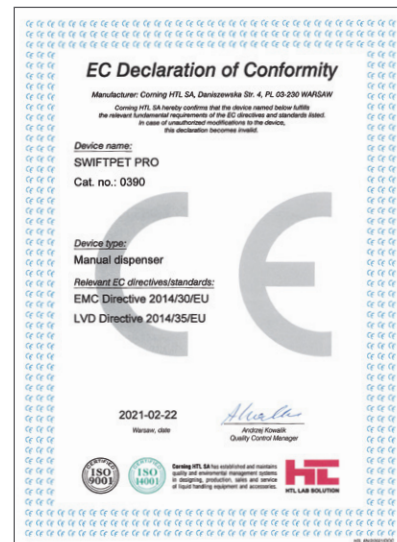 EC Declaration of Conformity
Manufacturer: Corning HTL SA, Daniszewska Str. 4, PL 03-230 WARSAW
Corning HTL SA hereby confirms that the device named below fulfills
the relevant fundamental requirements of the EC directives and standards listed.
In case of unauthorized modifications to the device,
this declaration becomes invalid.
Device name:
SWIFTPET PRO
Cat. no.: 0390
CE
Device type:
Manual dispenser
Relevant EC directives/standards:
EMC Directive 2014/30/EU
LVD Directive 2014/35/EU
2021-02-22
Warsaw, date
Andrzej Kowalik
Quality Control Manager
CERTIFIED
ISO
9001
CERTIFIED
ISO
14001
Corning HTL SA has established and maintains
quality and enviromental management systems
in designing, production, sales and service
of liquid handling equipment and accessories.
HTL
HTL LAB SOLUTION